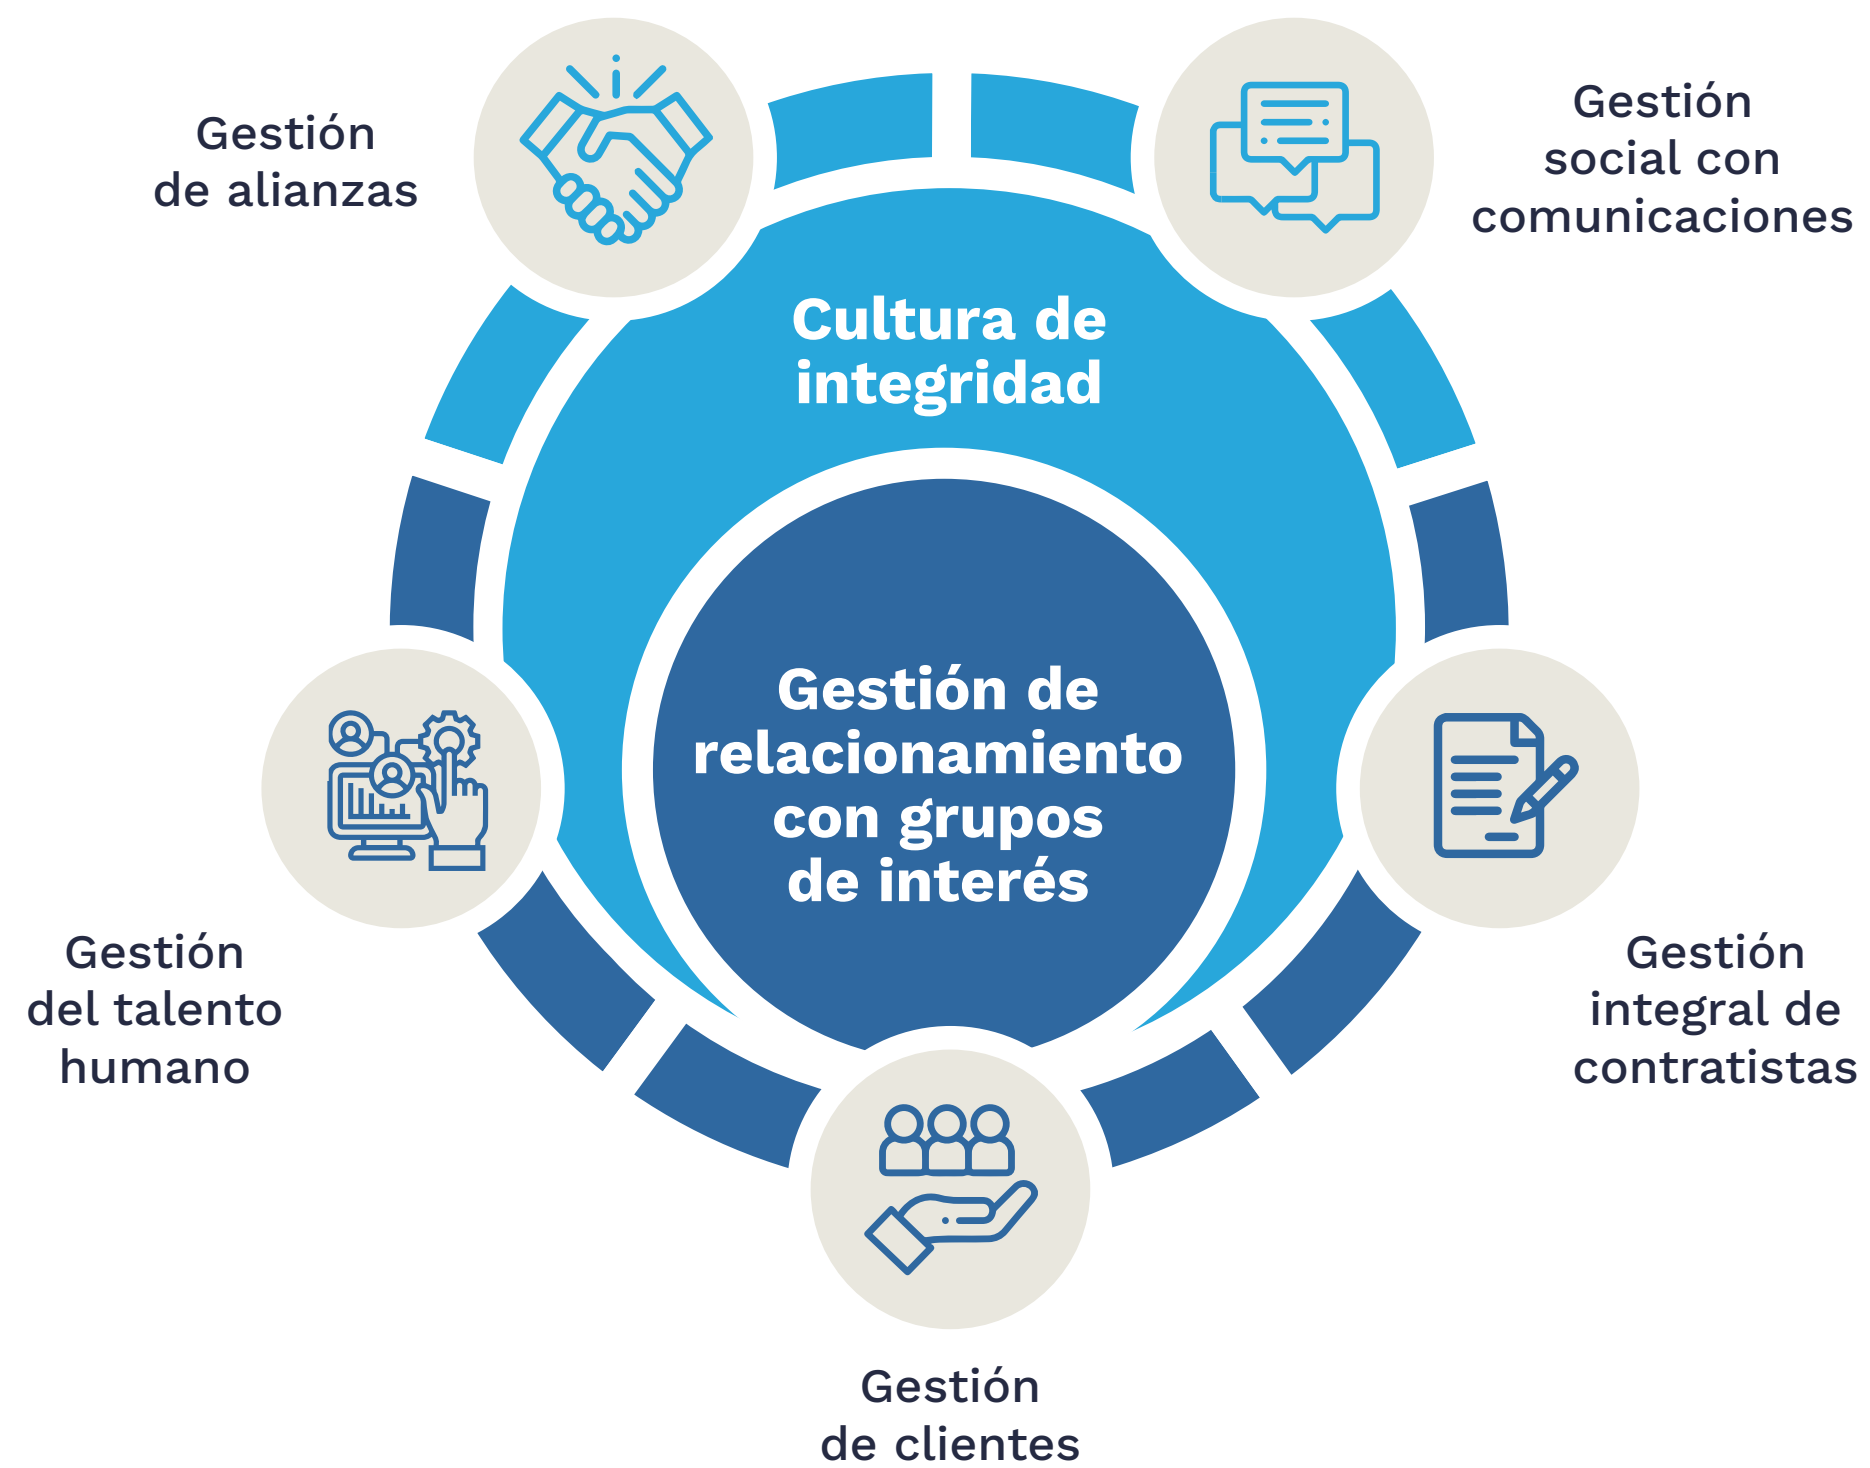 Gestión
de alianzas
Gestión
social con
comunicaciones
Cultura de
integridad
Gestión de
relacionamiento
con grupos
de interés
Gestión
del talento
humano
Gestión
integral de
contratistas
Gestión
de clientes